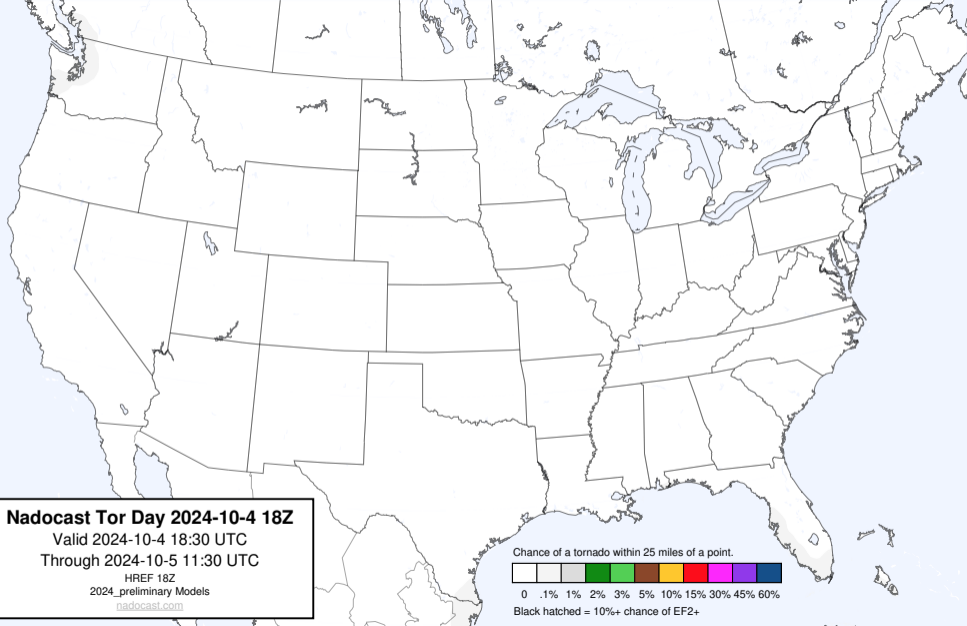 Nadocast Tor Day 2024-10-4 18Z
Valid 2024-10-4 18:30 UTC
Through 2024-10-5 11:30 UTC
HREF 18Z
2024_preliminary Models
nadocast.com
Chance of a tornado within 25 miles of a point.
0 .1% 1% 2% 3% 5% 10% 15% 30% 45% 60%
Black hatched = 10%+ chance of EF2+